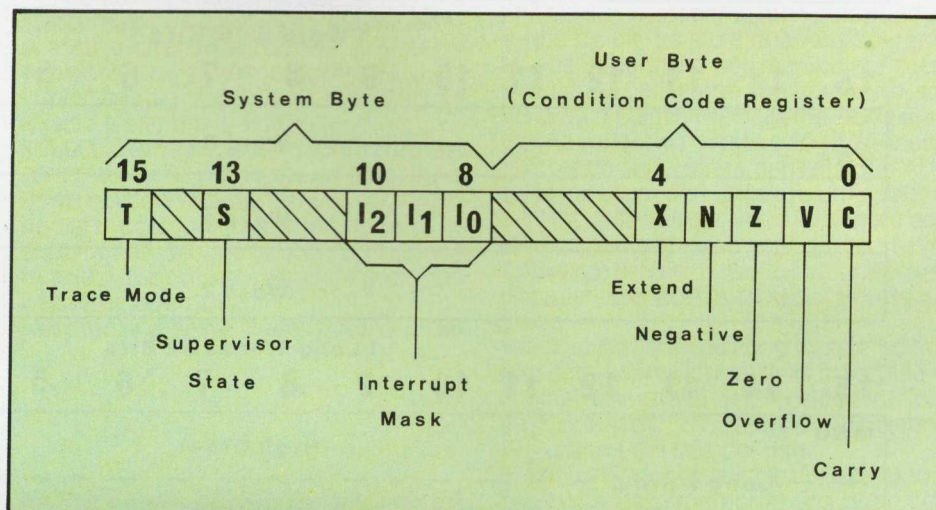 User Byte
System Byte
(Condition Code Register)
15 13 10 8 4 0
T S I2 I1 I0 X N Z V C
Trace Mode
Extend
Supervisor
State
Negative
Interrupt
Mask
Zero
Overflow
Carry